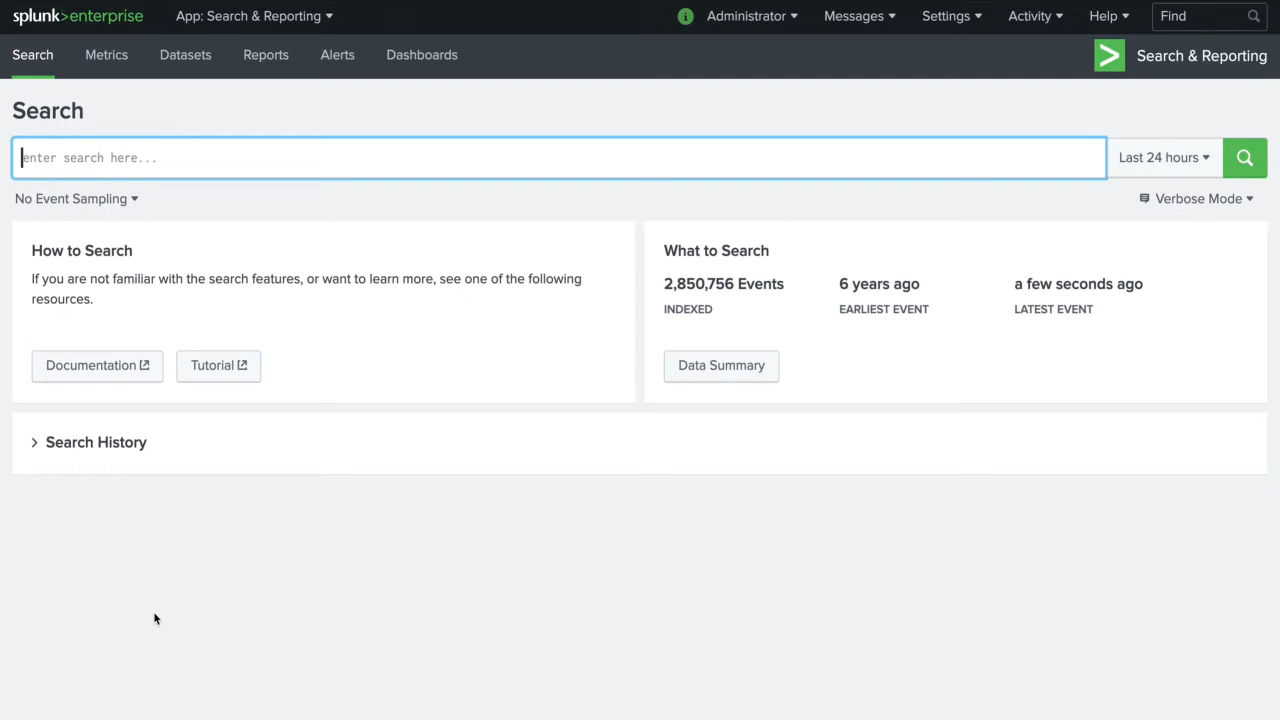 splunk>enterprise App: Search & Reporting Administrator Messages Settings Activity Help Find
Search Metrics Datasets Reports Alerts Dashboards Search & Reporting
Search
enter search here... Last 24 hours
No Event Sampling Verbose Mode
How to Search
If you are not familiar with the search features, or want to learn more, see one of the following
resources.
Documentation Tutorial
What to Search
2,850,756 Events 6 years ago a few seconds ago
INDEXED EARLIEST EVENT LATEST EVENT
Data Summary
Search History